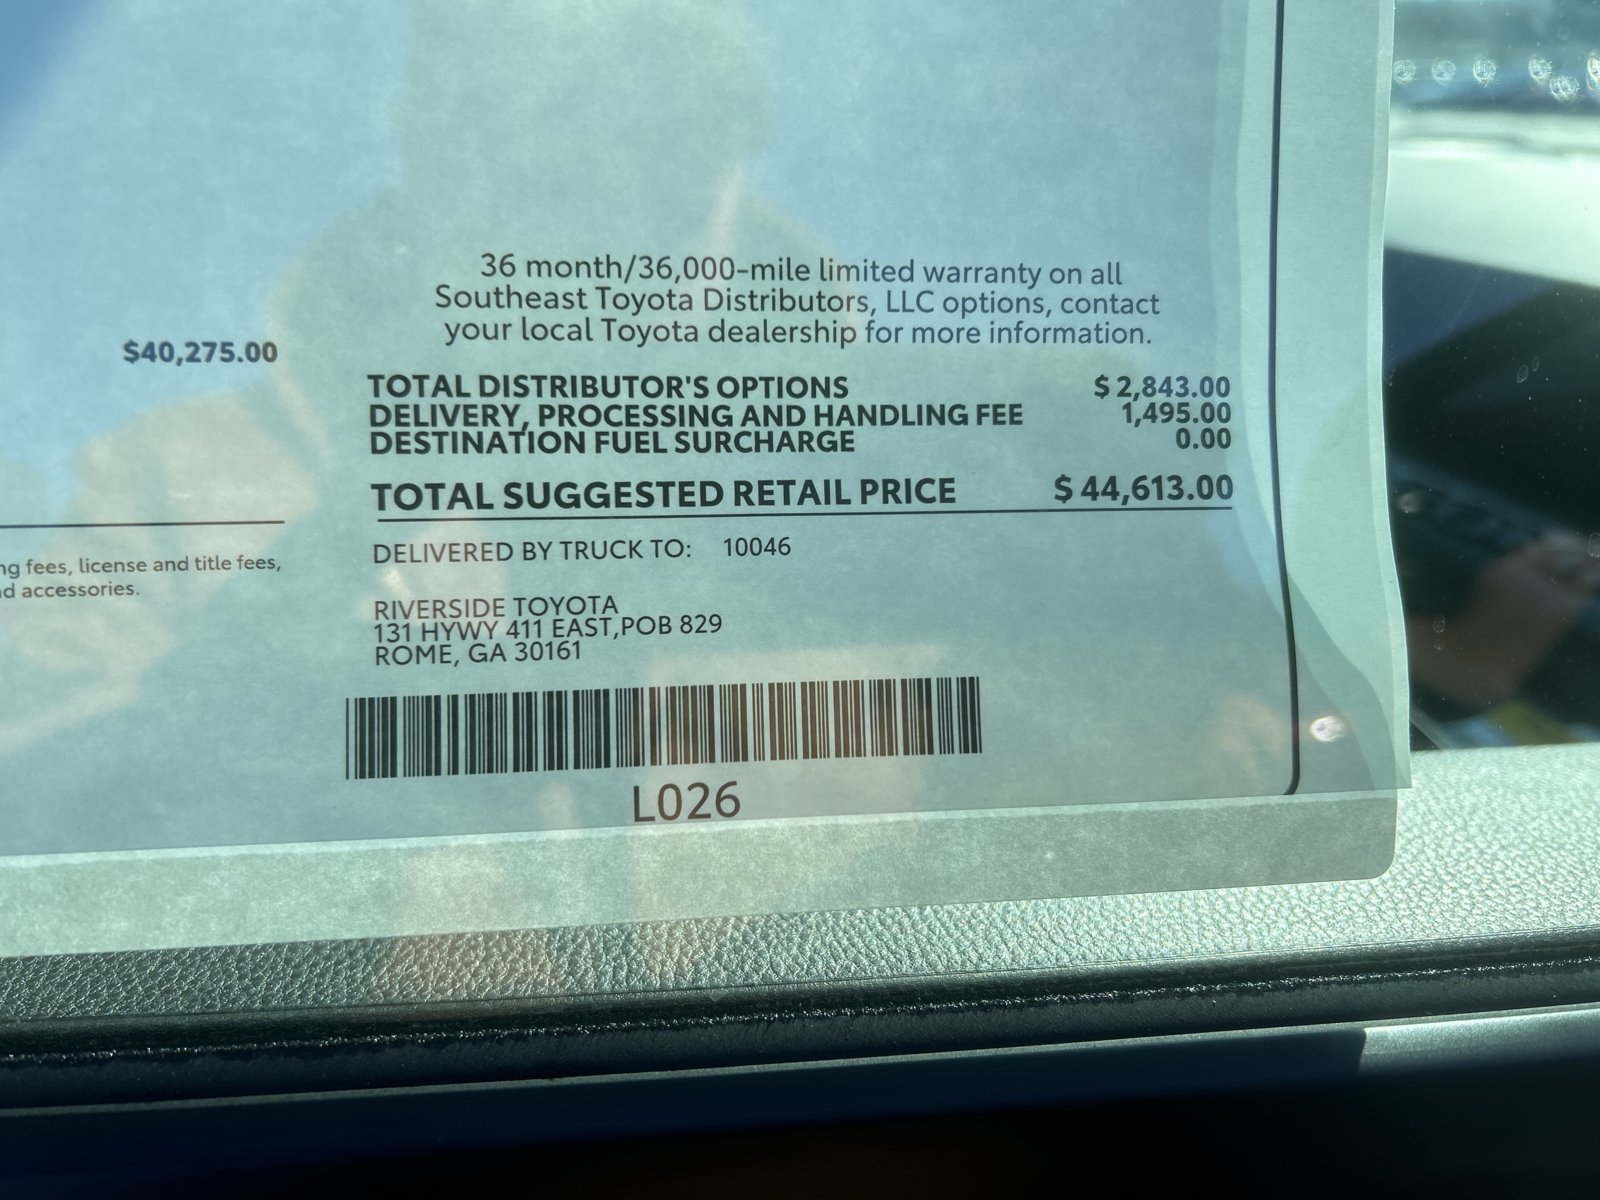 36 month/36,000-mile limited warranty on all
Southeast Toyota Distributors, LLC options, contact
your local Toyota dealership for more information.
$40,275.00
TOTAL DISTRIBUTOR'S OPTIONS $ 2,843.00
DELIVERY, PROCESSING AND HANDLING FEE 1,495.00
DESTINATION FUEL SURCHARGE 0.00
TOTAL SUGGESTED RETAIL PRICE $ 44,613.00
fees, license and title fees,
accessories.
DELIVERED BY TRUCK TO: 10046
RIVERSIDE TOYOTA
131 HYWY 411 EAST,POB 829
ROME, GA 30161
L026